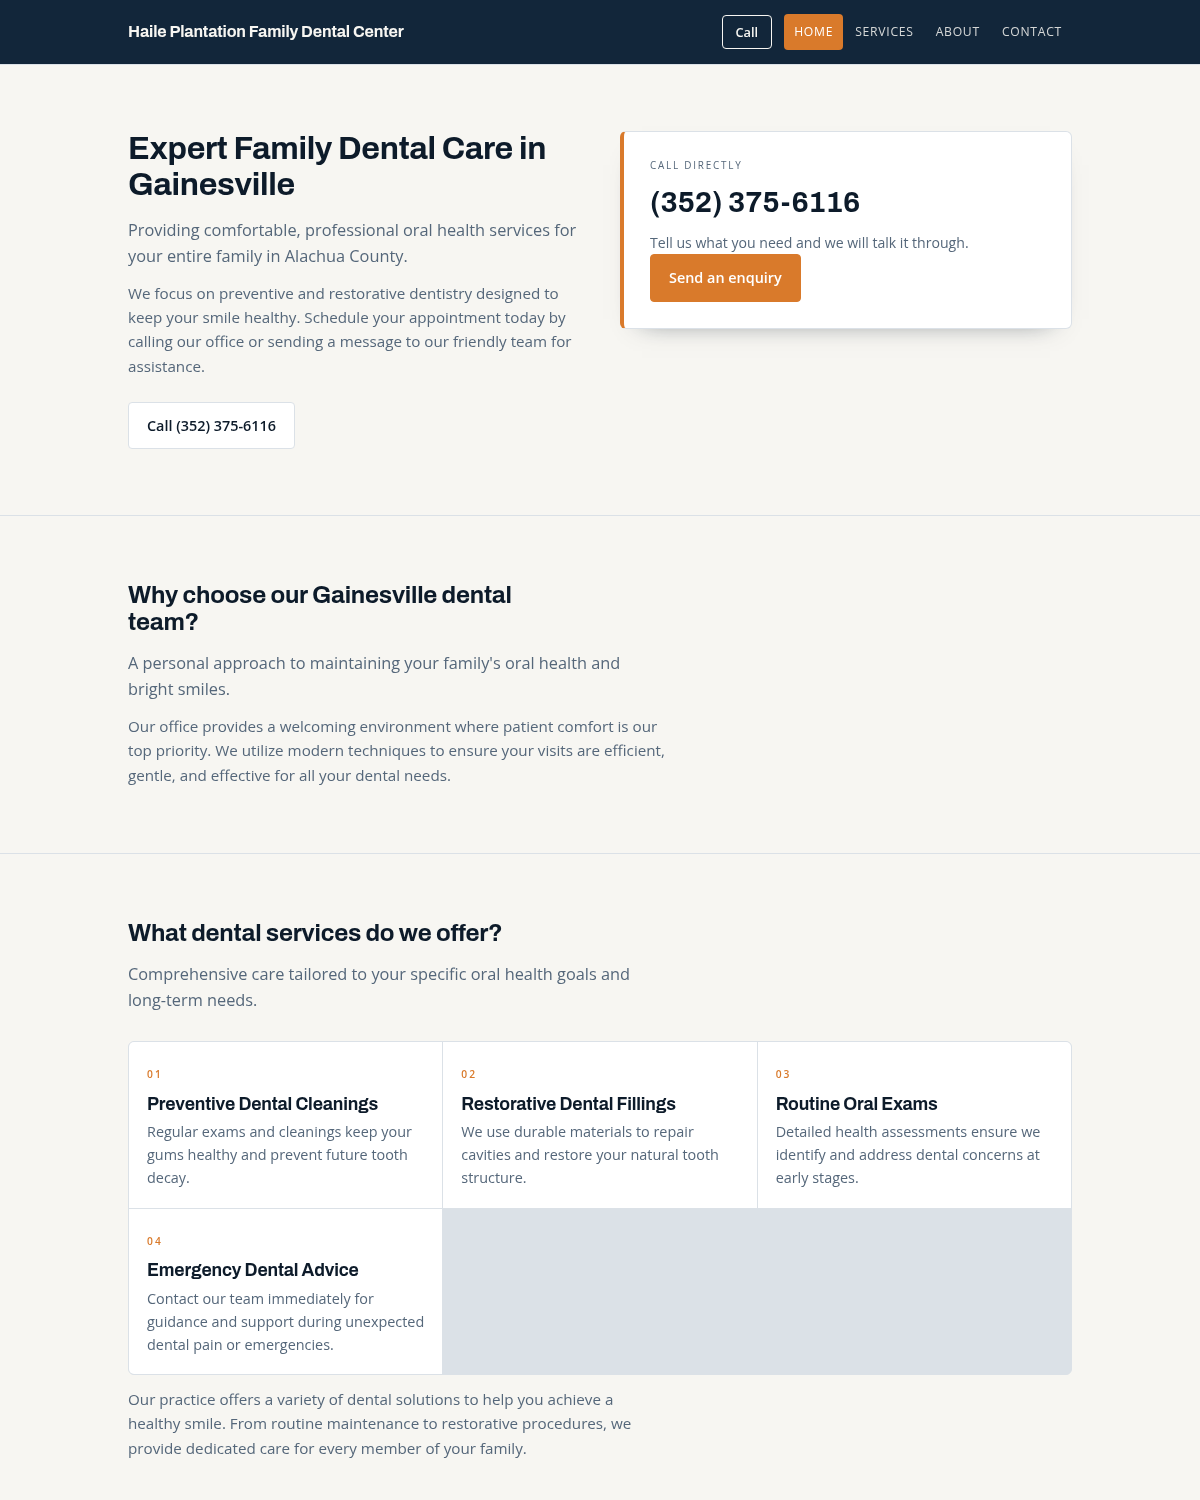 Haile Plantation Family Dental Center
Call
HOME
SERVICES
ABOUT
CONTACT
Expert Family Dental Care in
Gainesville
Providing comfortable, professional oral health services for
your entire family in Alachua County.
We focus on preventive and restorative dentistry designed to
keep your smile healthy. Schedule your appointment today by
calling our office or sending a message to our friendly team for
assistance.
Call (352) 375-6116
CALL DIRECTLY
(352) 375-6116
Tell us what you need and we will talk it through.
Send an enquiry
Why choose our Gainesville dental
team?
A personal approach to maintaining your family's oral health and
bright smiles.
Our office provides a welcoming environment where patient comfort is our
top priority. We utilize modern techniques to ensure your visits are efficient,
gentle, and effective for all your dental needs.
What dental services do we offer?
Comprehensive care tailored to your specific oral health goals and
long-term needs.
01
Preventive Dental Cleanings
Regular exams and cleanings keep your
gums healthy and prevent future tooth
decay.
02
Restorative Dental Fillings
We use durable materials to repair
cavities and restore your natural tooth
structure.
03
Routine Oral Exams
Detailed health assessments ensure we
identify and address dental concerns at
early stages.
04
Emergency Dental Advice
Contact our team immediately for
guidance and support during unexpected
dental pain or emergencies.
Our practice offers a variety of dental solutions to help you achieve a
healthy smile. From routine maintenance to restorative procedures, we
provide dedicated care for every member of your family.